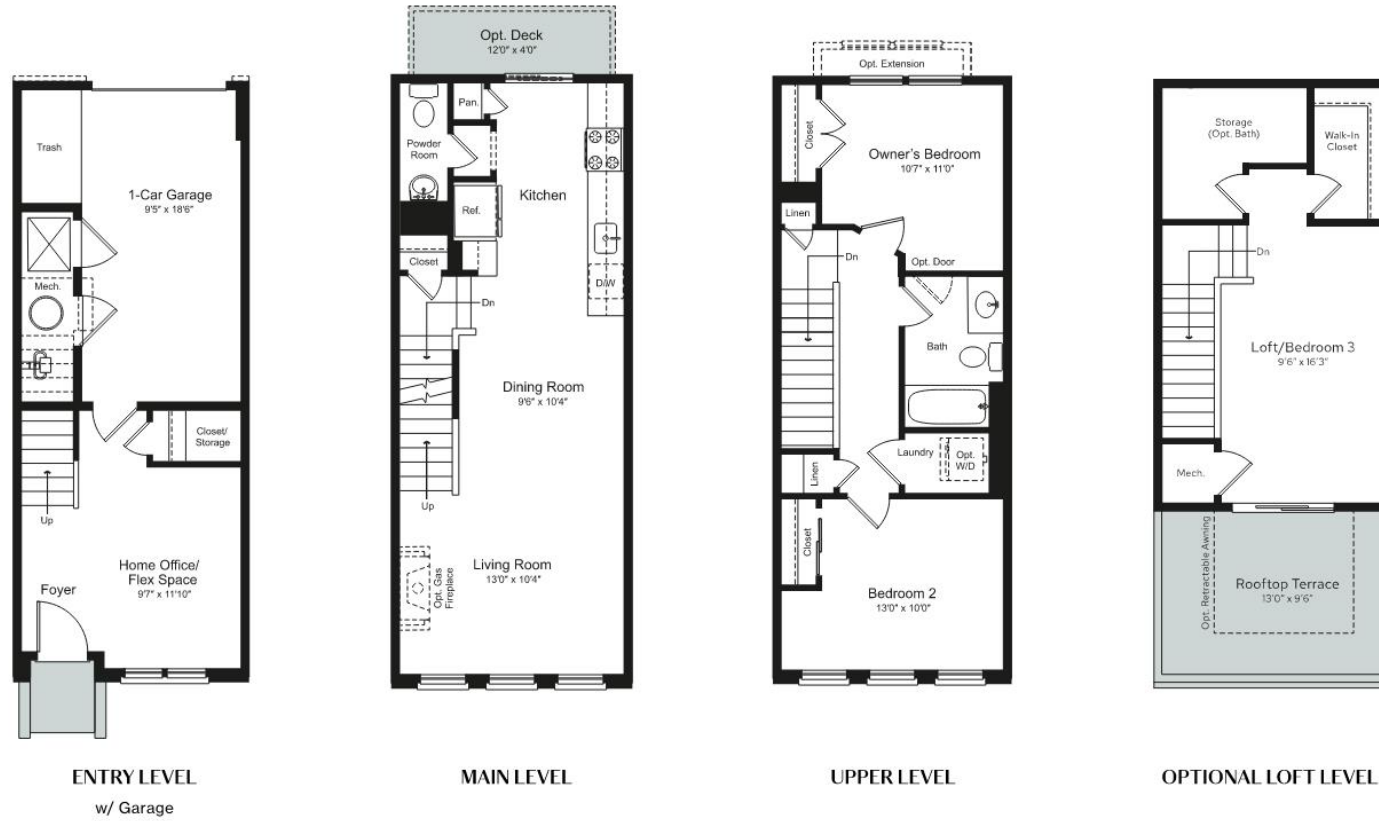 Trash
1-Car Garage
9'5" x 18'6"
Mech.
Closet/
Storage
Up
Home Office/
Flex Space
9'7" x 11'10"
Foyer
ENTRY LEVEL
w/ Garage
Opt. Deck
12'0" x 4'0"
Pan.
Powder
Room
Kitchen
Ref.
Closet
D/W
Dn
Dining Room
9'6" x 10'4"
Up
Living Room
13'0" x 10'4"
Opt. Gas
Fireplace
MAIN LEVEL
Opt. Extension
Closet
Owner's Bedroom
10'7" x 11'0"
Linen
Dn
Opt. Door
Bath
Laundry
Opt.
W/D
Linen
Closet
Bedroom 2
13'0" x 10'0"
UPPER LEVEL
Storage
(Opt. Bath)
Walk-In
Closet
Dn
Loft/Bedroom 3
9'6" x 16'3"
Mech.
Opt. Retractable Awning
Rooftop Terrace
13'0" x 9'6"
OPTIONAL LOFT LEVEL